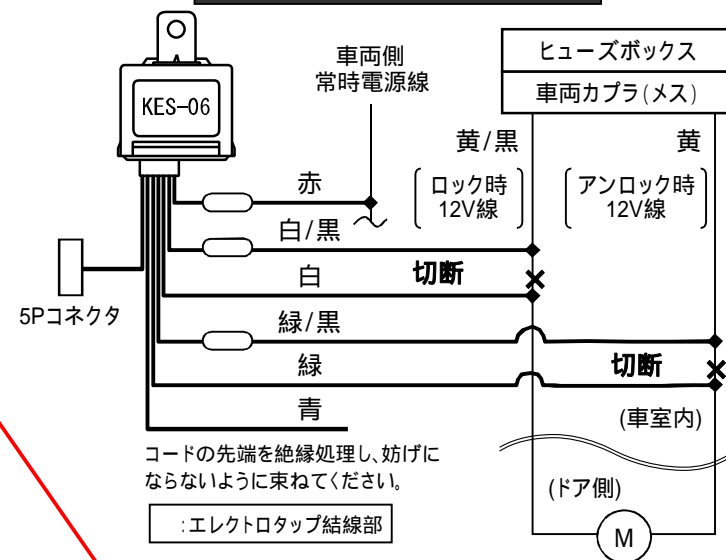 KES-06
車両側
常時電源線
ヒューズボックス
車両カプラ(メス)
黄/黒
黄
ロック時
12V線
アンロック時
12V線
赤
白/黒
白
切断
5Pコネクタ
緑/黒
緑
切断
青
(車室内)
コードの先端を絶縁処理し、妨げに
ならないように束ねてください。
(ドア側)
:エレクトロタップ結線部
M